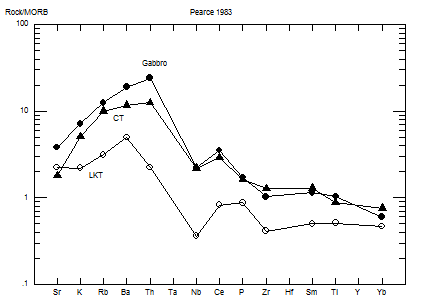 Rock/MORB Pearce 1983
100
Gabbro
10
CT
LKT
1
.1
Sr K Rb Ba Th Ta Nb Ce P Zr Hf Sm Ti Y Yb